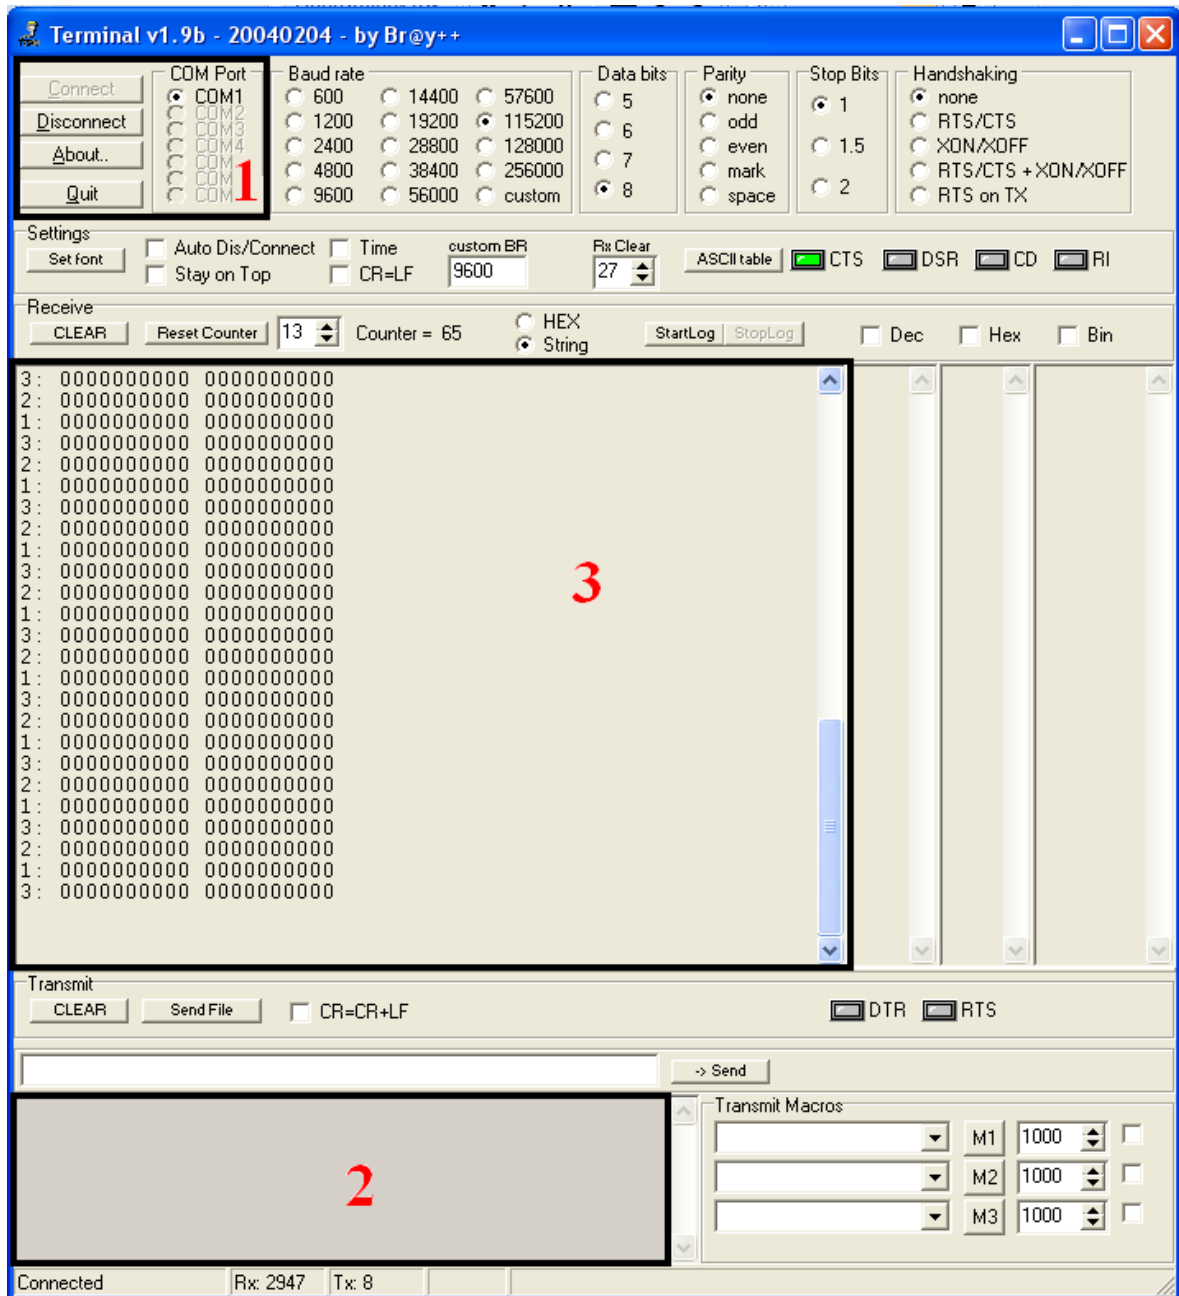 Terminal v1.9b - 20040204 - by Br@y++
Connect
Disconnect
About..
Quit
COM Port
COM1
COM2
COM3
COM4
COM
COM
COM
1
Baud rate
600 14400 57600
1200 19200 115200
2400 28800 128000
4800 38400 256000
9600 56000 custom
Data bits
5
6
7
8
Parity
none
odd
even
mark
space
Stop Bits
1
1.5
2
Handshaking
none
RTS/CTS
XON/XOFF
RTS/CTS + XON/XOFF
RTS on TX
Settings
Set font
Auto Dis/Connect
Stay on Top
Time
CR=LF
custom BR
9600
Rx Clear
27
ASCII table
CTS DSR CD RI
Receive
CLEAR Reset Counter 13 Counter = 65
HEX
String
StartLog StopLog
Dec Hex Bin
3: 0000000000 0000000000
2: 0000000000 0000000000
1: 0000000000 0000000000
3: 0000000000 0000000000
2: 0000000000 0000000000
1: 0000000000 0000000000
3: 0000000000 0000000000
2: 0000000000 0000000000
1: 0000000000 0000000000
3: 0000000000 0000000000
2: 0000000000 0000000000
1: 0000000000 0000000000
3: 0000000000 0000000000
2: 0000000000 0000000000
1: 0000000000 0000000000
3: 0000000000 0000000000
2: 0000000000 0000000000
1: 0000000000 0000000000
3: 0000000000 0000000000
2: 0000000000 0000000000
1: 0000000000 0000000000
3: 0000000000 0000000000
2: 0000000000 0000000000
1: 0000000000 0000000000
3: 0000000000 0000000000
3
Transmit
CLEAR Send File CR=CR+LF DTR RTS
-> Send
2
Transmit Macros
M1 1000
M2 1000
M3 1000
Connected Rx: 2947 Tx: 8